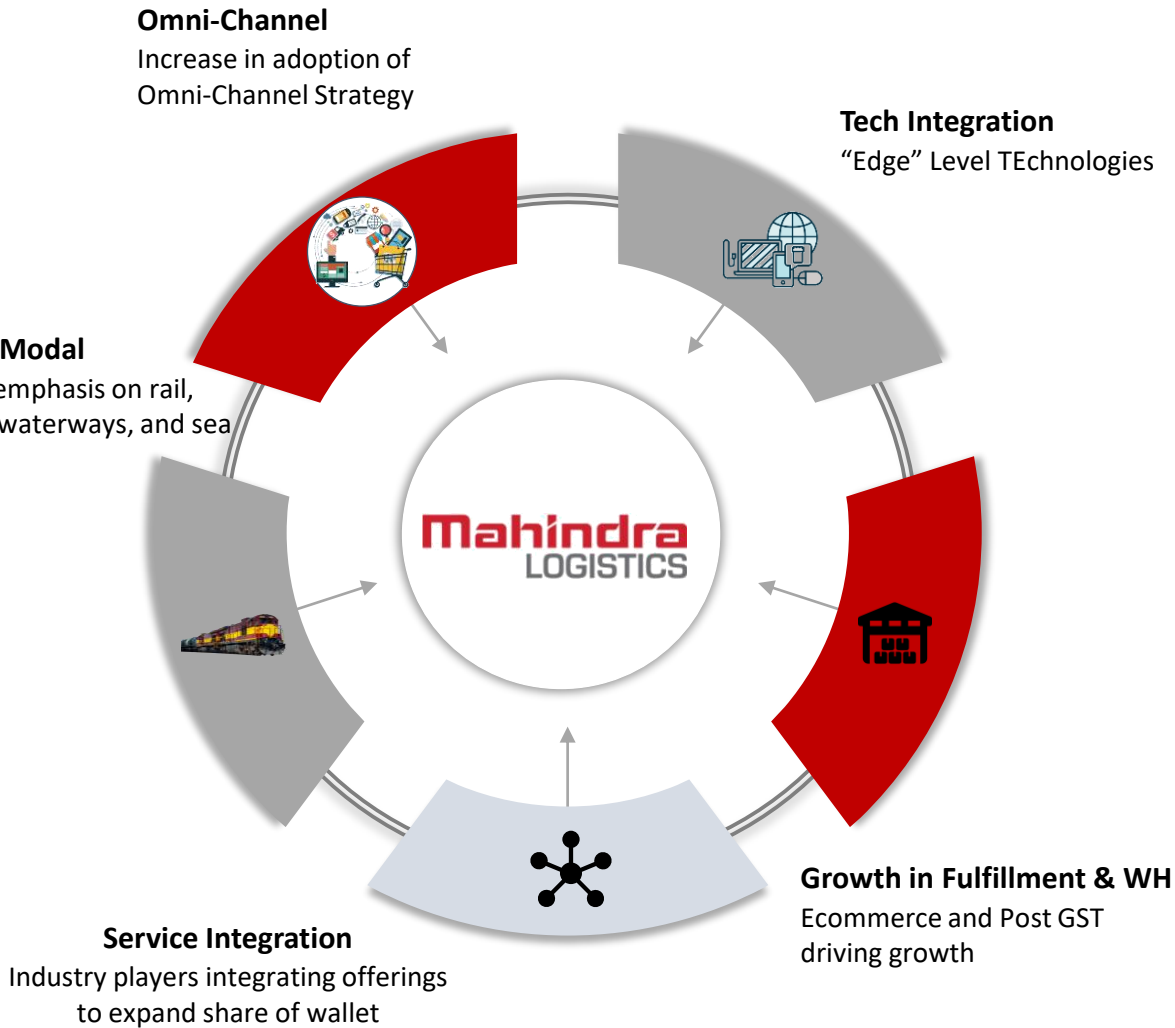 Omni-Channel
Increase in adoption of
Omni-Channel Strategy
Tech Integration
“Edge” Level TEchnologies
Modal
emphasis on rail,
waterways, and sea
Mahindra
LOGISTICS
Growth in Fulfillment & WH
Ecommerce and Post GST
driving growth
Service Integration
Industry players integrating offerings
to expand share of wallet